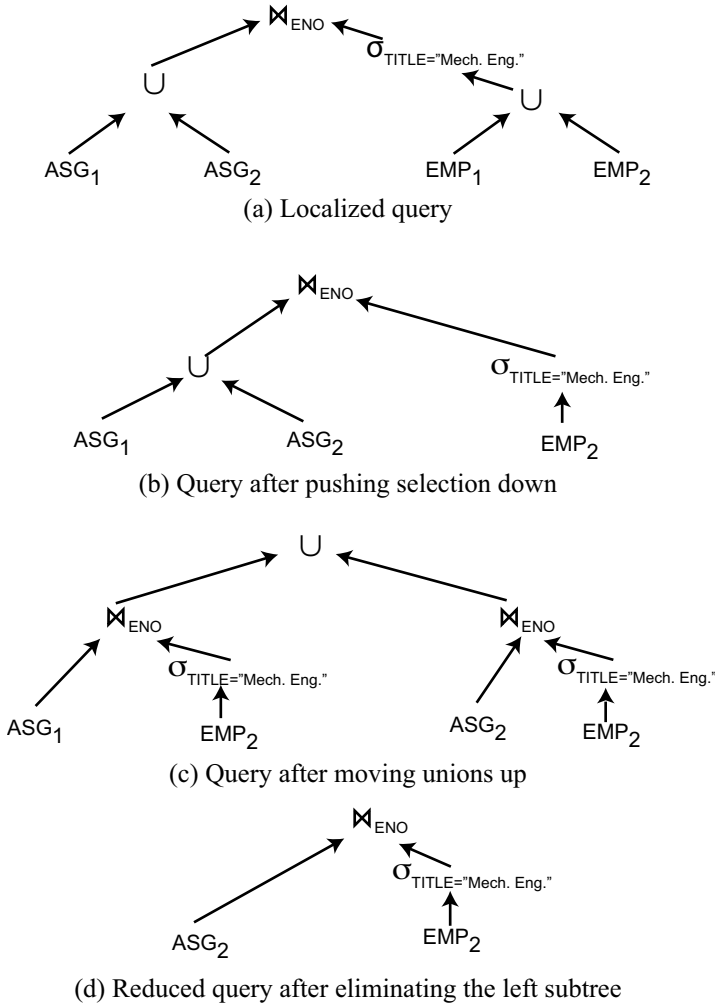 ⋈ENO
σTITLE="Mech. Eng."
∪
∪
ASG1
ASG2
EMP1
EMP2
(a) Localized query
⋈ENO
∪
σTITLE="Mech. Eng."
ASG1
ASG2
EMP2
(b) Query after pushing selection down
∪
⋈ENO
⋈ENO
σTITLE="Mech. Eng."
σTITLE="Mech. Eng."
ASG1
EMP2
ASG2
EMP2
(c) Query after moving unions up
⋈ENO
σTITLE="Mech. Eng."
ASG2
EMP2
(d) Reduced query after eliminating the left subtree